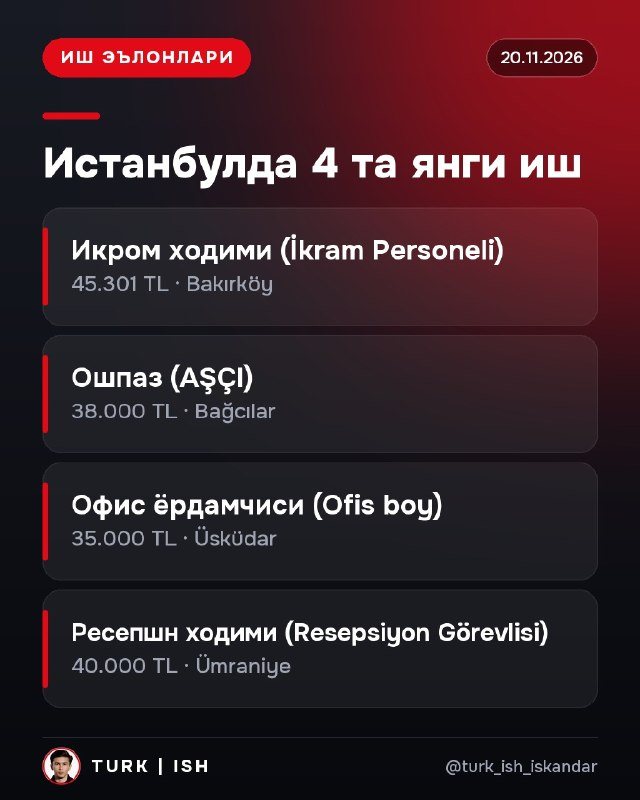 ИШ ЭЪЛОНЛАРИ
20.11.2026
Истанбулда 4 та янги иш
Икром ходими (İkram Personeli)
45.301 TL · Bakırköy
Ошпаз (AŞÇI)
38.000 TL · Bağcılar
Офис ёрдамчиси (Ofis boy)
35.000 TL · Üsküdar
Ресепшн ходими (Resepsiyon Görevlisi)
40.000 TL · Ümraniye
TURK | ISH
@turk_ish_iskandar